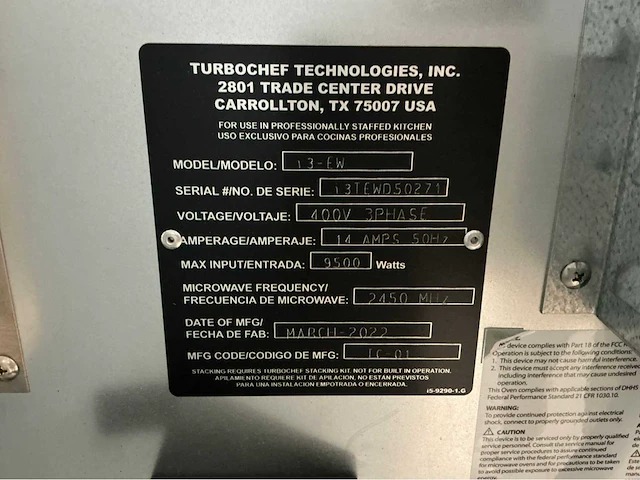 TURBOCHEF TECHNOLOGIES, INC.
2801 TRADE CENTER DRIVE
CARROLLTON, TX 75007 USA
FOR USE IN PROFESSIONALLY STAFFED KITCHEN
USO EXCLUSIVO PARA COCINAS PROFESIONALES
MODEL/MODELO: i3-EW
SERIAL #/NO. DE SERIE: i3TEWD50271
VOLTAGE/VOLTAJE: 400V 3PHASE
AMPERAGE/AMPERAJE: 14 AMPS 50Hz
MAX INPUT/ENTRADA: 9500 Watts
MICROWAVE FREQUENCY/
FRECUENCIA DE MICROWAVE: 2450 MHz
DATE OF MFG/
FECHA DE FAB: MARCH-2022
MFG CODE/CODIGO DE MFG: TC-01
STACKING REQUIRES TURBOCHEF STACKING KIT. NOT FOR BUILT IN OPERATION.
APILAMIENTO REQUIERE KIT DE APILACION, NO ESTAN PREVISTOS
PARA UNA INSTALACION EMPOTRADA O ENCERRADA.
i5-9290-1.G
device complies with Part 18 of the FCC
Operation is subject to the following conditions:
1. This device may not cause harmful interference.
2. This device must accept any interference received
including interference that may cause undesired
operation.
This Oven complies with applicable sections of DHHS
Federal Performance Standard 21 CFR 1030.10.
WARNING:
To provide continued protection against electrical
shock, connect to properly grounded outlets only.
CAUTION
This device is to be serviced only by properly qualified
service personnel. Consult the service manual for
proper service procedures to assure continued
compliance with the federal performance standard
for microwave ovens and for precautions to be taken
to avoid possible exposure to excessive microwave
energy.